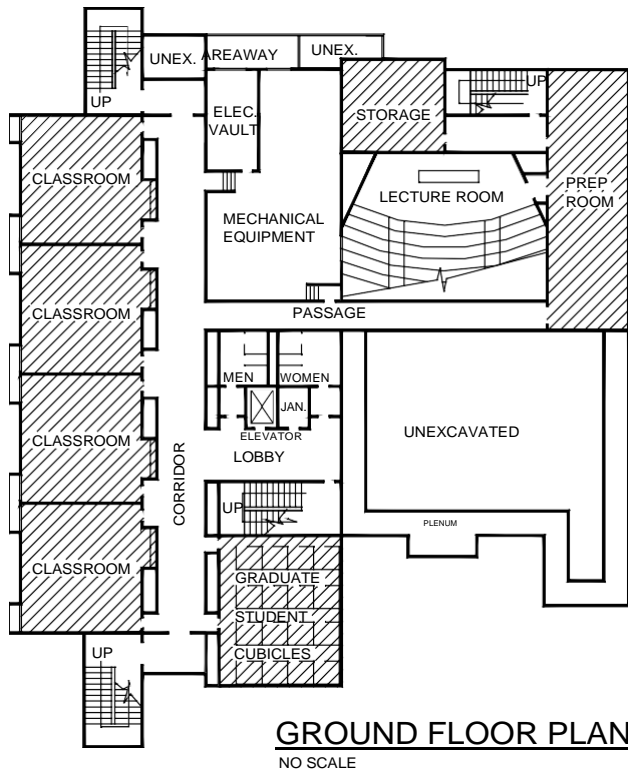 UNEX.
AREAWAY
UNEX.
UP
UP
ELEC.
VAULT
STORAGE
CLASSROOM
LECTURE ROOM
PREP
ROOM
MECHANICAL
EQUIPMENT
CLASSROOM
PASSAGE
MEN
WOMEN
JAN.
ELEVATOR
CLASSROOM
LOBBY
UNEXCAVATED
CORRIDOR
UP
PLENUM
CLASSROOM
GRADUATE
STUDENT
CUBICLES
UP
GROUND FLOOR PLAN
NO SCALE